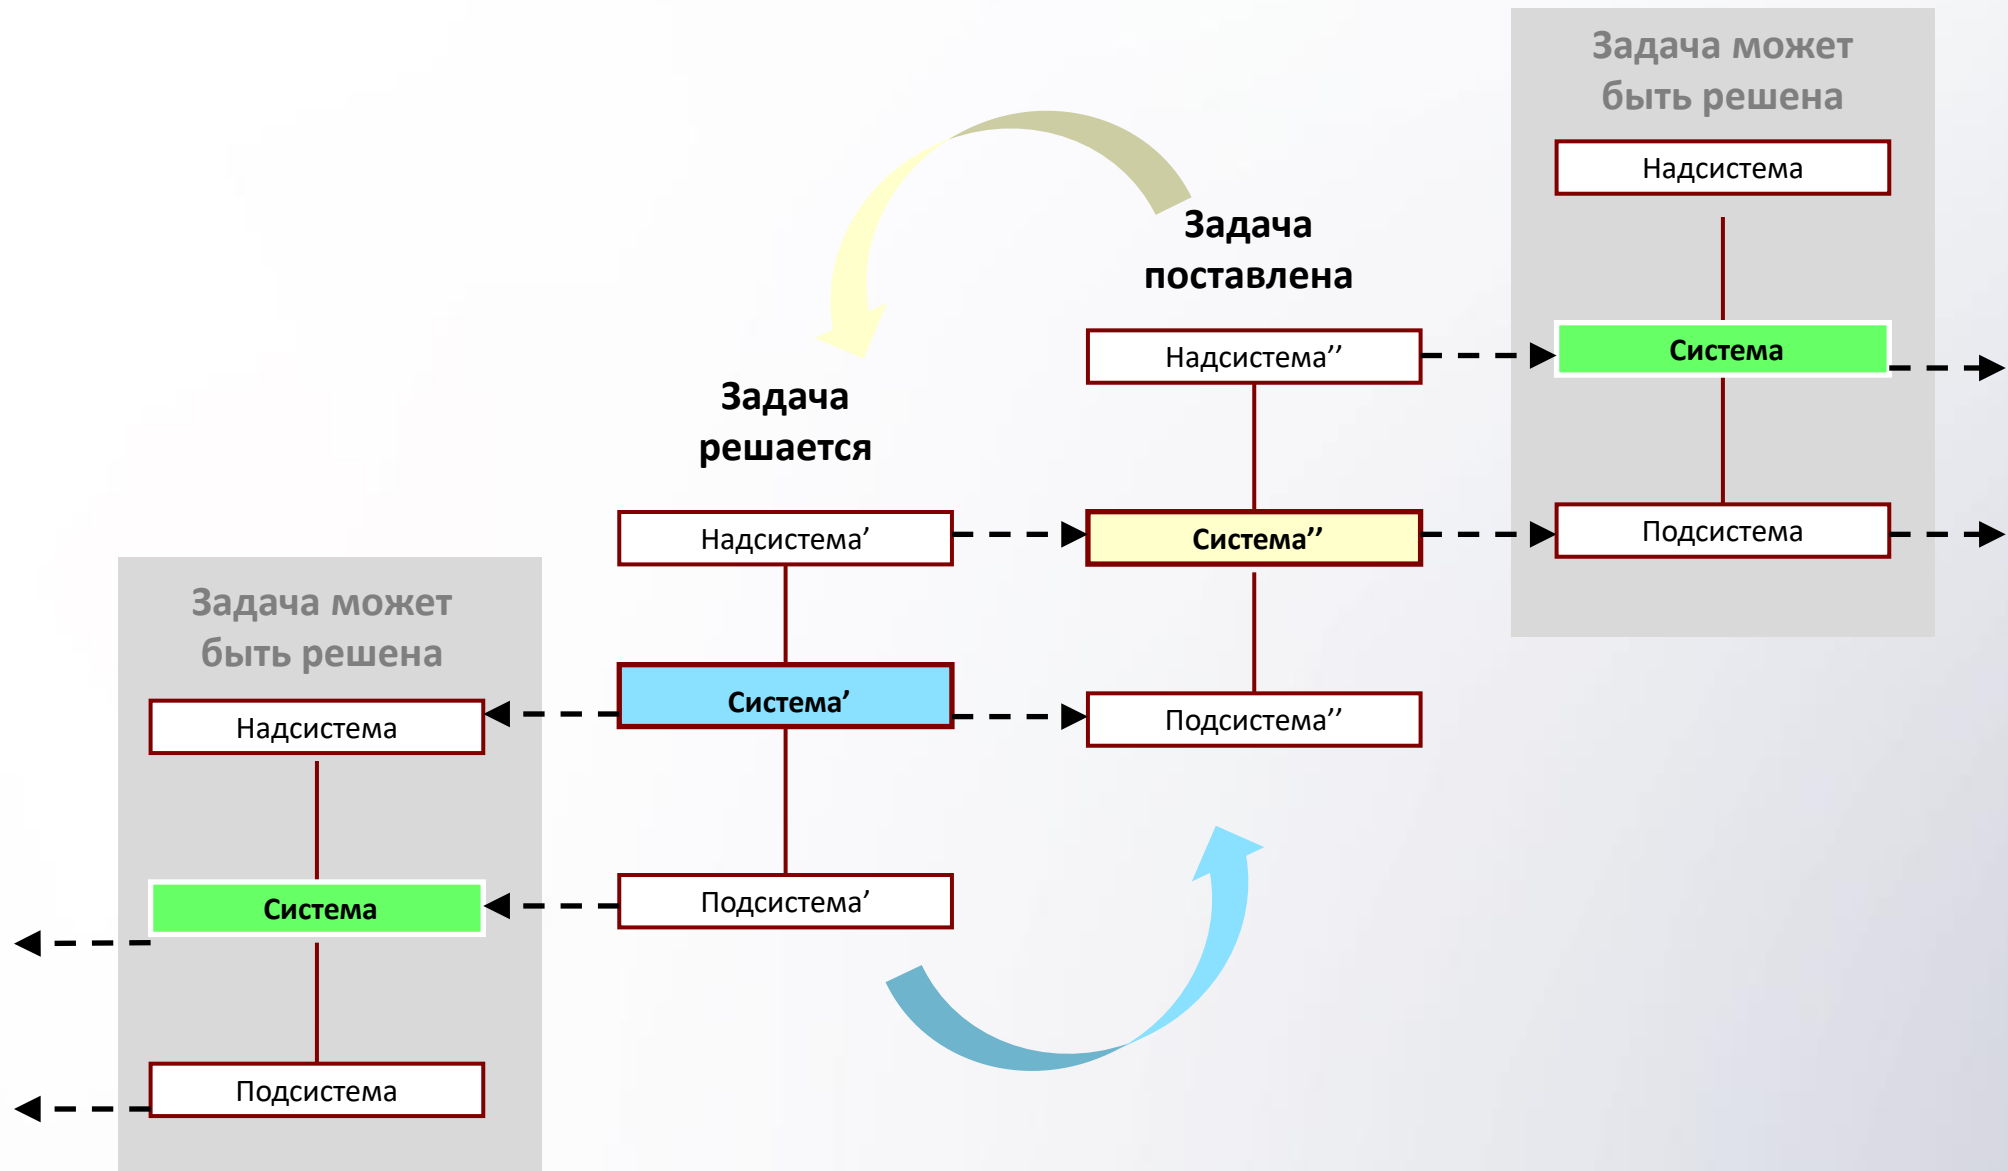 Задача может
быть решена
Надсистема
Система
Подсистема
Задача
решается
Надсистема’
Система’
Подсистема’
Задача
поставлена
Надсистема’’
Система’’
Подсистема’’
Задача может
быть решена
Надсистема
Система
Подсистема